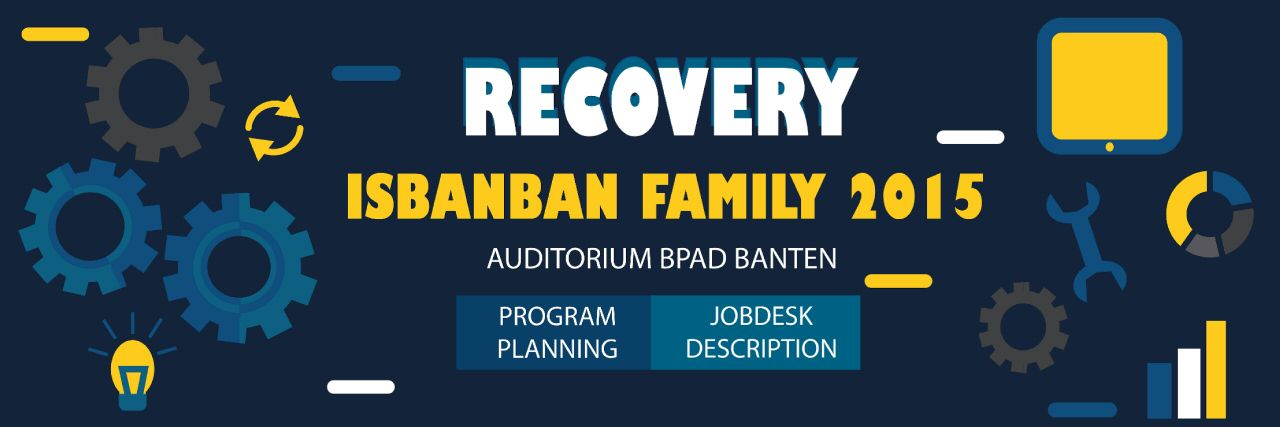 RECOVERY
ISBANBAN FAMILY 2015
AUDITORIUM BPAD BANTEN
PROGRAM
PLANNING
JOBDESK
DESCRIPTION